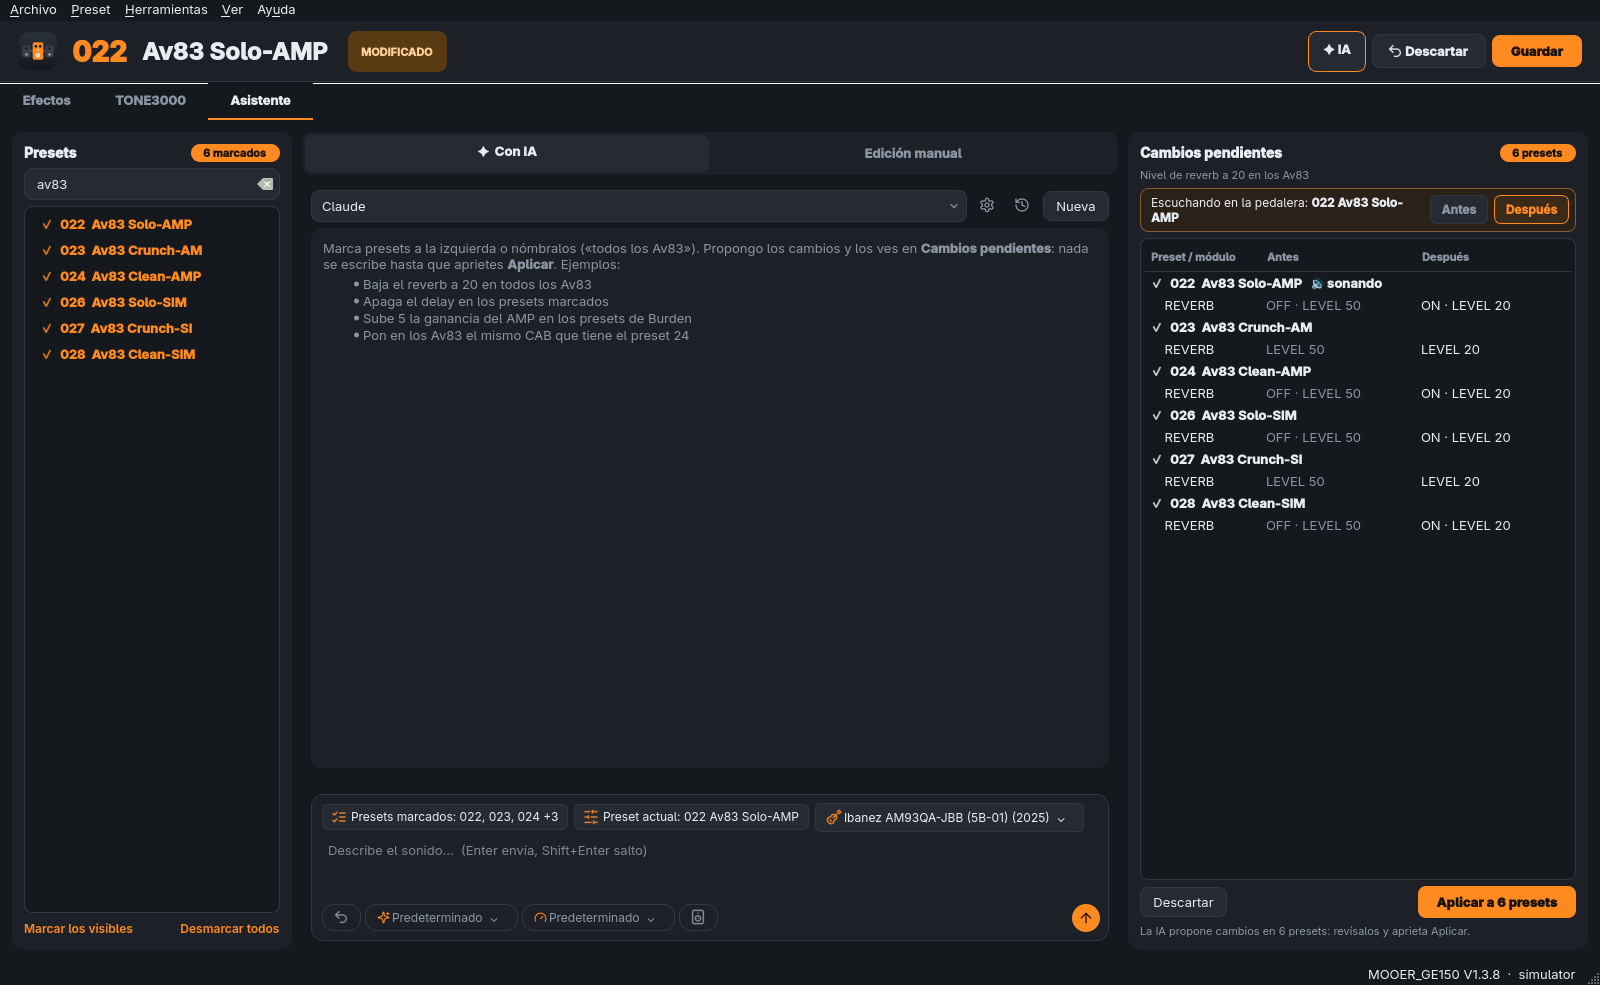 Archivo Preset Herramientas Ver Ayuda
022 Av83 Solo-AMP MODIFICADO
IA Descartar Guardar
Efectos TONE3000 Asistente
Presets 6 marcados
av83
✓ 022 Av83 Solo-AMP
✓ 023 Av83 Crunch-AM
✓ 024 Av83 Clean-AMP
✓ 026 Av83 Solo-SIM
✓ 027 Av83 Crunch-SI
✓ 028 Av83 Clean-SIM
Marcar los visibles Desmarcar todos
Con IA Edición manual
Claude Nueva
Marca presets a la izquierda o nómbralos («todos los Av83»). Propongo los cambios y los ves en Cambios pendientes: nada
se escribe hasta que aprietes Aplicar. Ejemplos:
• Baja el reverb a 20 en todos los Av83
• Apaga el delay en los presets marcados
• Sube 5 la ganancia del AMP en los presets de Burden
• Pon en los Av83 el mismo CAB que tiene el preset 24
Presets marcados: 022, 023, 024 +3 Preset actual: 022 Av83 Solo-AMP Ibanez AM93QA-JBB (5B-01) (2025)
Describe el sonido... (Enter envía, Shift+Enter salto)
Predeterminado Predeterminado
Cambios pendientes 6 presets
Nivel de reverb a 20 en los Av83
Escuchando en la pedalera: 022 Av83 Solo-
AMP
Antes Después
Preset / módulo Antes Después
✓ 022 Av83 Solo-AMP sonando
REVERB OFF · LEVEL 50 ON · LEVEL 20
✓ 023 Av83 Crunch-AM
REVERB LEVEL 50 LEVEL 20
✓ 024 Av83 Clean-AMP
REVERB OFF · LEVEL 50 ON · LEVEL 20
✓ 026 Av83 Solo-SIM
REVERB OFF · LEVEL 50 ON · LEVEL 20
✓ 027 Av83 Crunch-SI
REVERB LEVEL 50 LEVEL 20
✓ 028 Av83 Clean-SIM
REVERB OFF · LEVEL 50 ON · LEVEL 20
Descartar Aplicar a 6 presets
La IA propone cambios en 6 presets: revísalos y aprieta Aplicar.
MOOER_GE150 V1.3.8 · simulator